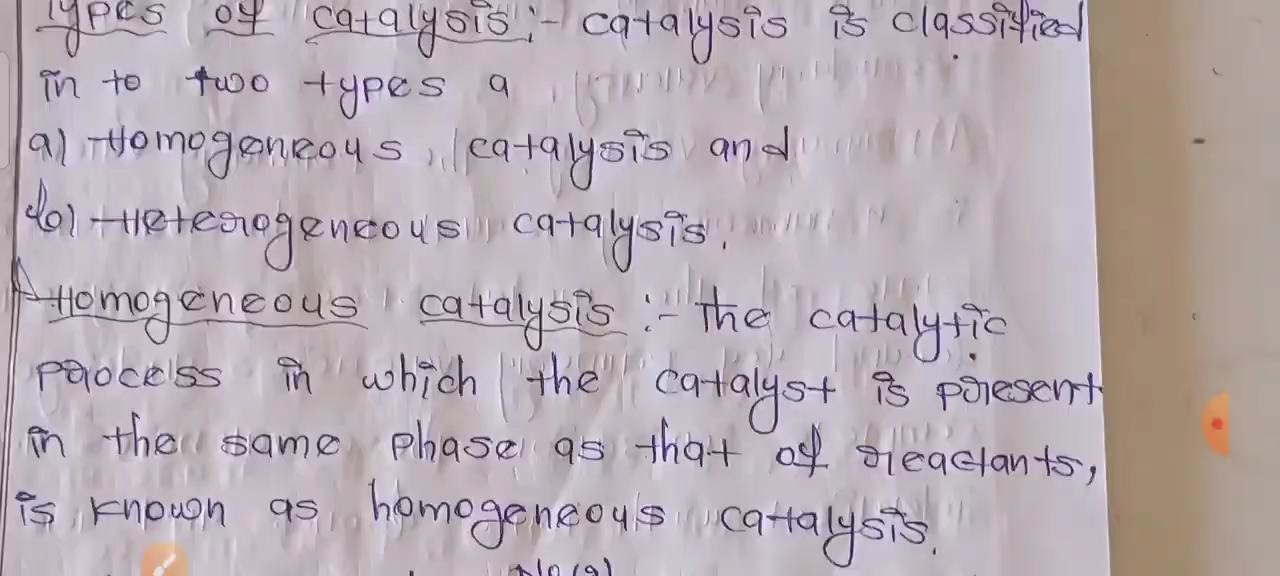 Types of catalysis :- catalysis is classified
in to two types a
a) Homogeneous catalysis and
b) Heterogeneous catalysis.
Homogeneous catalysis :- The catalytic
process in which the catalyst is present
in the same phase as that of reactants,
is known as homogeneous catalysis.